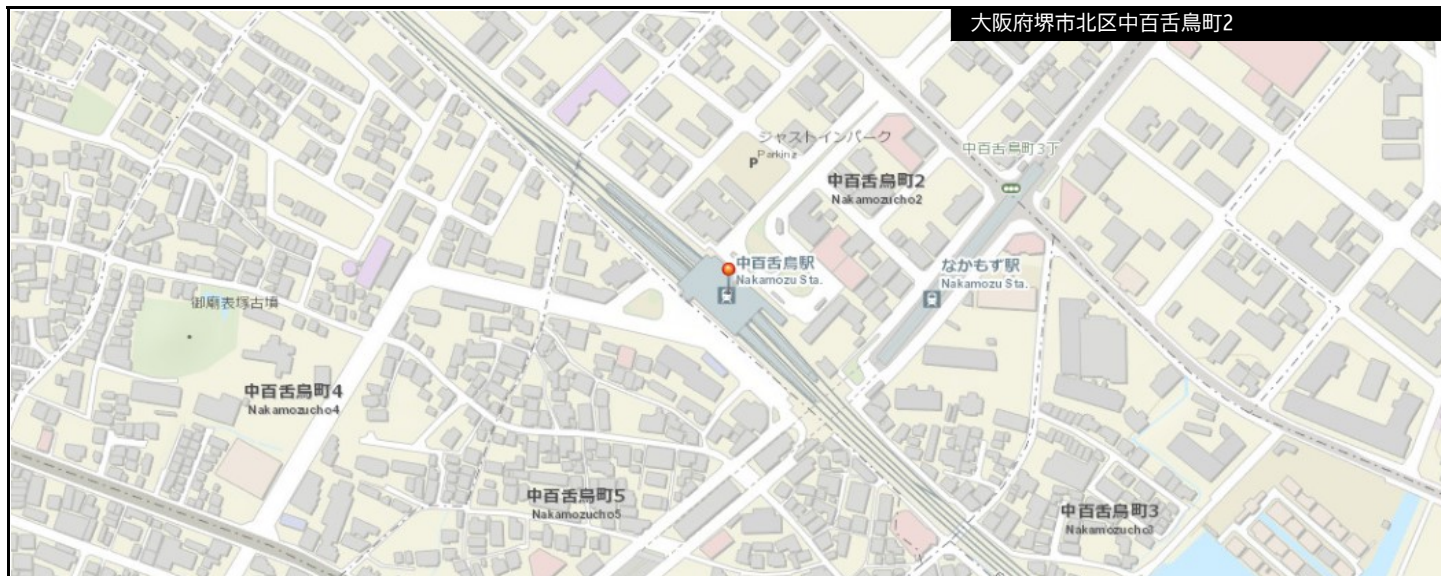 大阪府堺市北区中百舌鳥町2
ジャストインパーク
Parking
P
中百舌鳥町3丁
中百舌鳥町2
Nakamozucho2
中百舌鳥駅
Nakamozu Sta.
なかもず駅
Nakamozu Sta.
御廟表塚古墳
中百舌鳥町4
Nakamozucho4
中百舌鳥町5
Nakamozucho5
中百舌鳥町3
Nakamozucho3